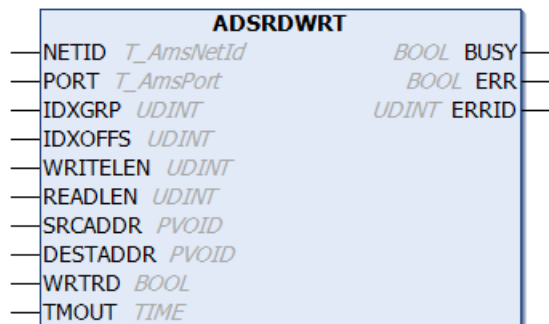 ADSRDWRT
NETID T_AmsNetId BOOL BUSY
PORT T_AmsPort BOOL ERR
IDXGRP UDINT UDINT ERRID
IDXOFFS UDINT
WRITELEN UDINT
READLEN UDINT
SRCADDR PVOID
DESTADDR PVOID
WRTRD BOOL
TMOUT TIME